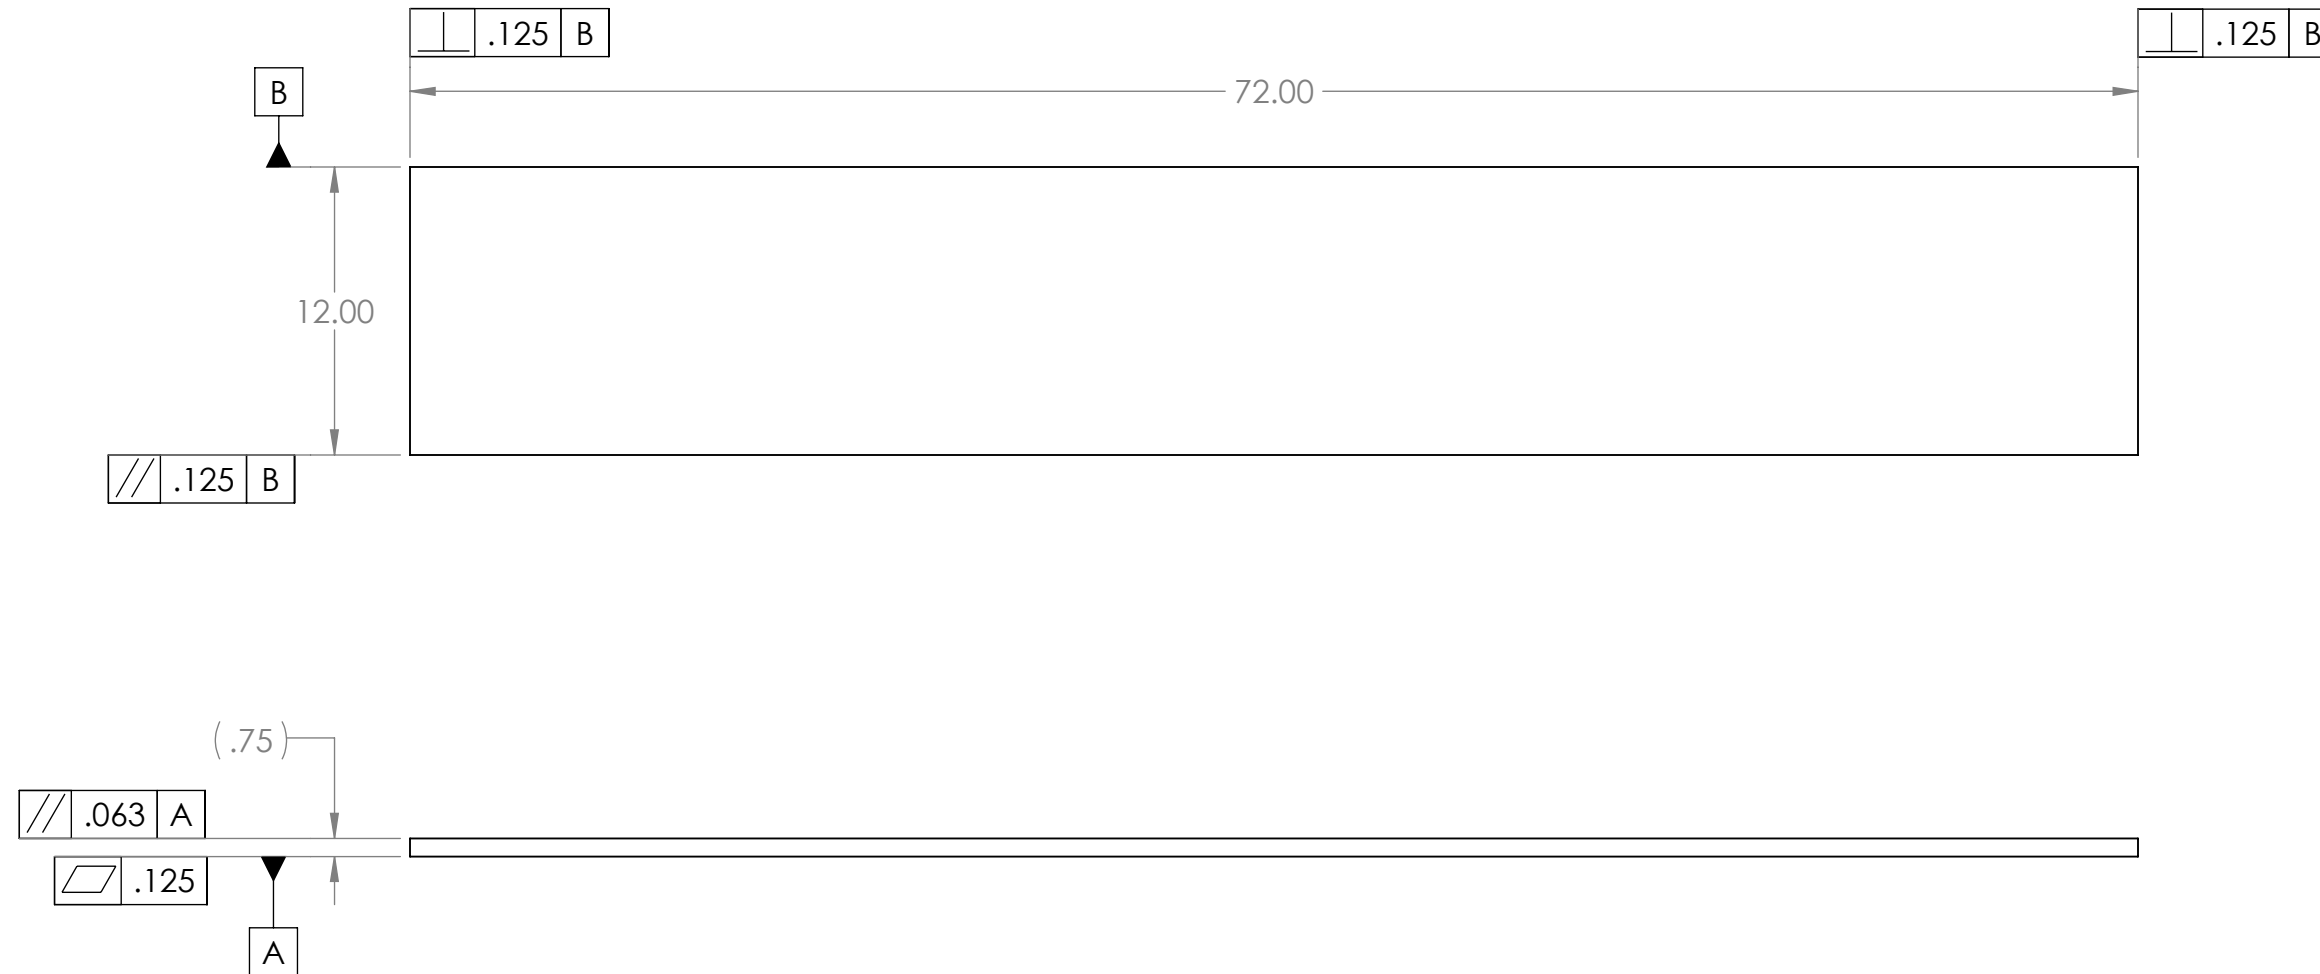 ⊥ .125 B
⊥ .125 B
B
72.00
12.00
// .125 B
(.75)
// .063 A
⏥ .125
A